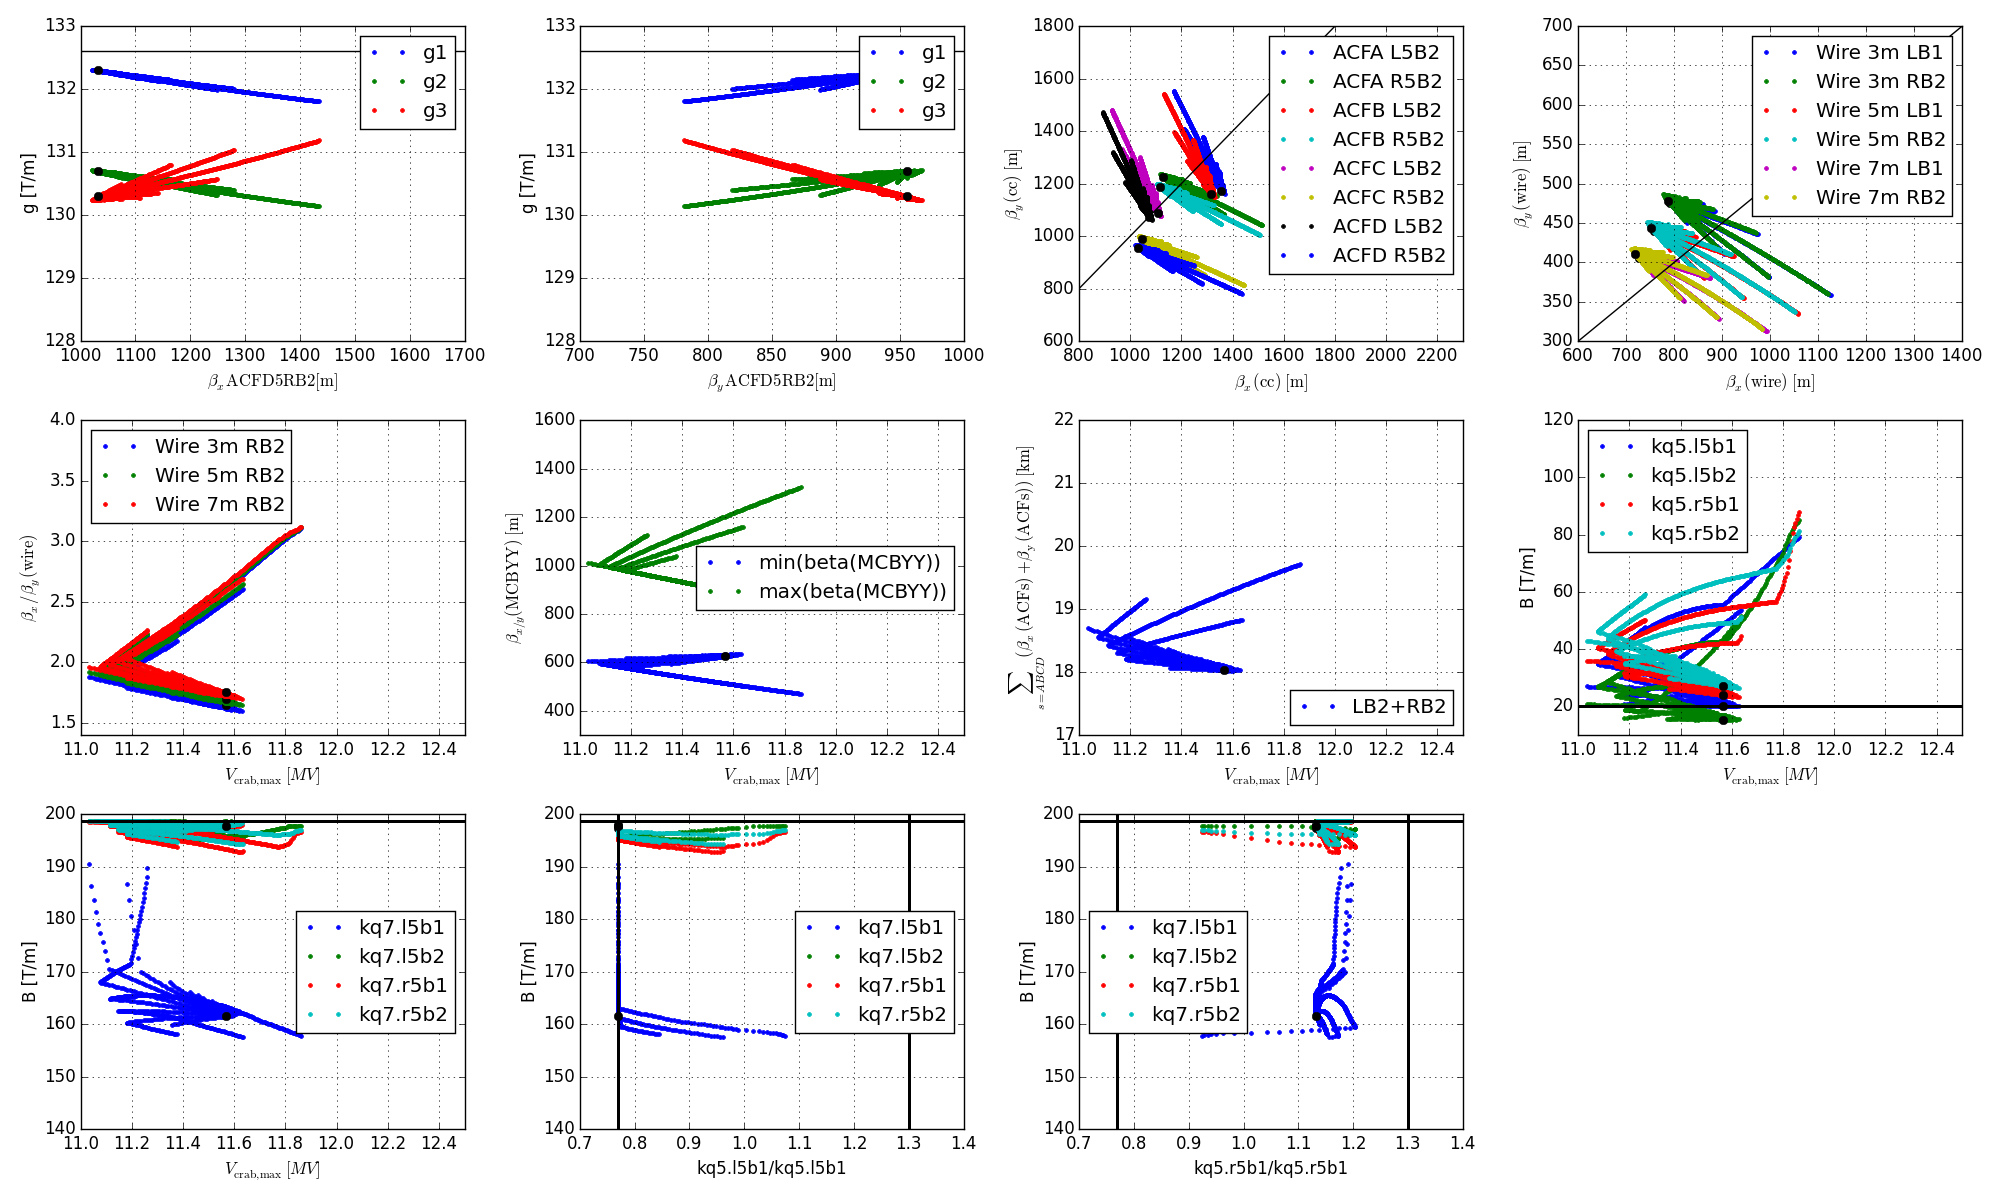 133
132
131
130
129
128
g [T/m]
1000 1100 1200 1300 1400 1500 1600 1700
β_x ACFD5RB2[m]
g1
g2
g3
133
132
131
130
129
128
g [T/m]
700 750 800 850 900 950 1000
β_y ACFD5RB2[m]
g1
g2
g3
1800
1600
1400
1200
1000
800
600
β_y (cc) [m]
800 1000 1200 1400 1600 1800 2000 2200
β_x (cc) [m]
ACFA L5B2
ACFA R5B2
ACFB L5B2
ACFB R5B2
ACFC L5B2
ACFC R5B2
ACFD L5B2
ACFD R5B2
700
650
600
550
500
450
400
350
300
β_y (wire) [m]
600 700 800 900 1000 1100 1200 1300 1400
β_x (wire) [m]
Wire 3m LB1
Wire 3m RB2
Wire 5m LB1
Wire 5m RB2
Wire 7m LB1
Wire 7m RB2
4.0
3.5
3.0
2.5
2.0
1.5
β_x/β_y (wire)
11.0 11.2 11.4 11.6 11.8 12.0 12.2 12.4
V_crab,max [MV]
Wire 3m RB2
Wire 5m RB2
Wire 7m RB2
1600
1400
1200
1000
800
600
400
β_x/y(MCBYY) [m]
11.0 11.2 11.4 11.6 11.8 12.0 12.2 12.4
V_crab,max [MV]
min(beta(MCBYY))
max(beta(MCBYY))
22
21
20
19
18
17
∑_s=ABCD (β_x (ACFs) + β_y (ACFs)) [km]
11.0 11.2 11.4 11.6 11.8 12.0 12.2 12.4
V_crab,max [MV]
LB2+RB2
120
100
80
60
40
20
B [T/m]
11.0 11.2 11.4 11.6 11.8 12.0 12.2 12.4
V_crab,max [MV]
kq5.l5b1
kq5.l5b2
kq5.r5b1
kq5.r5b2
200
190
180
170
160
150
140
B [T/m]
11.0 11.2 11.4 11.6 11.8 12.0 12.2 12.4
V_crab,max [MV]
kq7.l5b1
kq7.l5b2
kq7.r5b1
kq7.r5b2
200
190
180
170
160
150
140
B [T/m]
0.7 0.8 0.9 1.0 1.1 1.2 1.3 1.4
kq5.l5b1/kq5.l5b1
kq7.l5b1
kq7.l5b2
kq7.r5b1
kq7.r5b2
200
190
180
170
160
150
140
B [T/m]
0.7 0.8 0.9 1.0 1.1 1.2 1.3 1.4
kq5.r5b1/kq5.r5b1
kq7.l5b1
kq7.l5b2
kq7.r5b1
kq7.r5b2